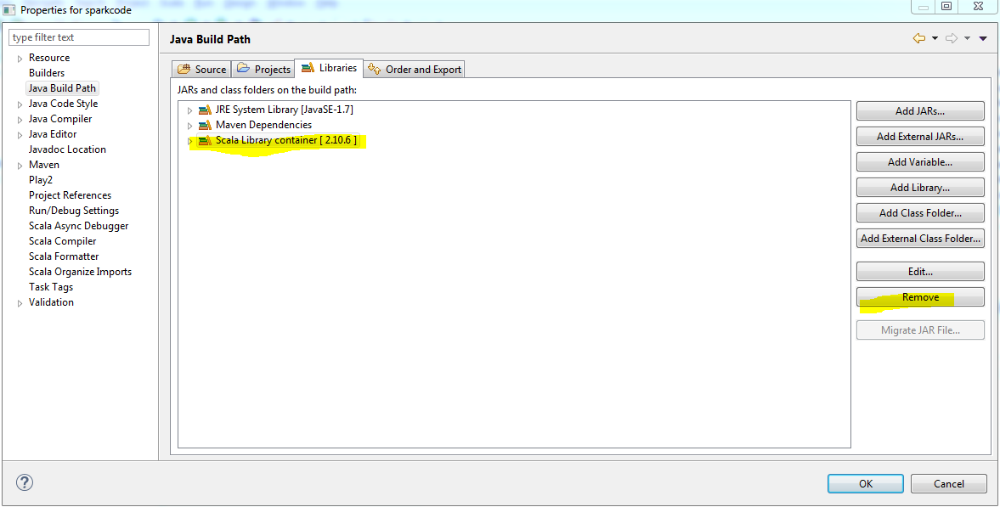 Properties for sparkcode
type filter text
Resource
Builders
Java Build Path
Java Code Style
Java Compiler
Java Editor
Javadoc Location
Maven
Play2
Project References
Run/Debug Settings
Scala Async Debugger
Scala Compiler
Scala Formatter
Scala Organize Imports
Task Tags
Validation
Java Build Path
Source Projects Libraries Order and Export
JARs and class folders on the build path:
JRE System Library [JavaSE-1.7]
Maven Dependencies
Scala Library container [ 2.10.6 ]
Add JARs...
Add External JARs...
Add Variable...
Add Library...
Add Class Folder...
Add External Class Folder...
Edit...
Remove
Migrate JAR File...
?
OK Cancel